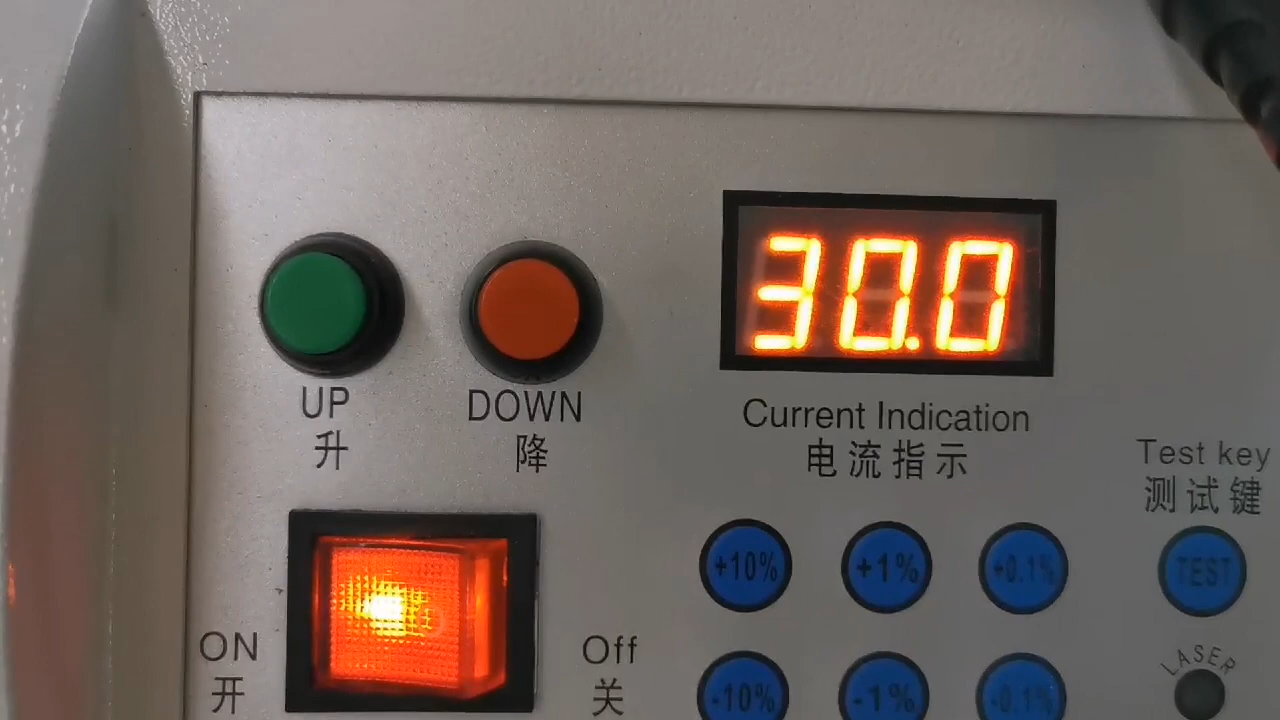 30.0
UP
升
DOWN
降
Current Indication
电流指示
Test key
测试键
+10%
+1%
+0.1%
TEST
ON
开
Off
关
-10%
-1%
-0.1%
LASER